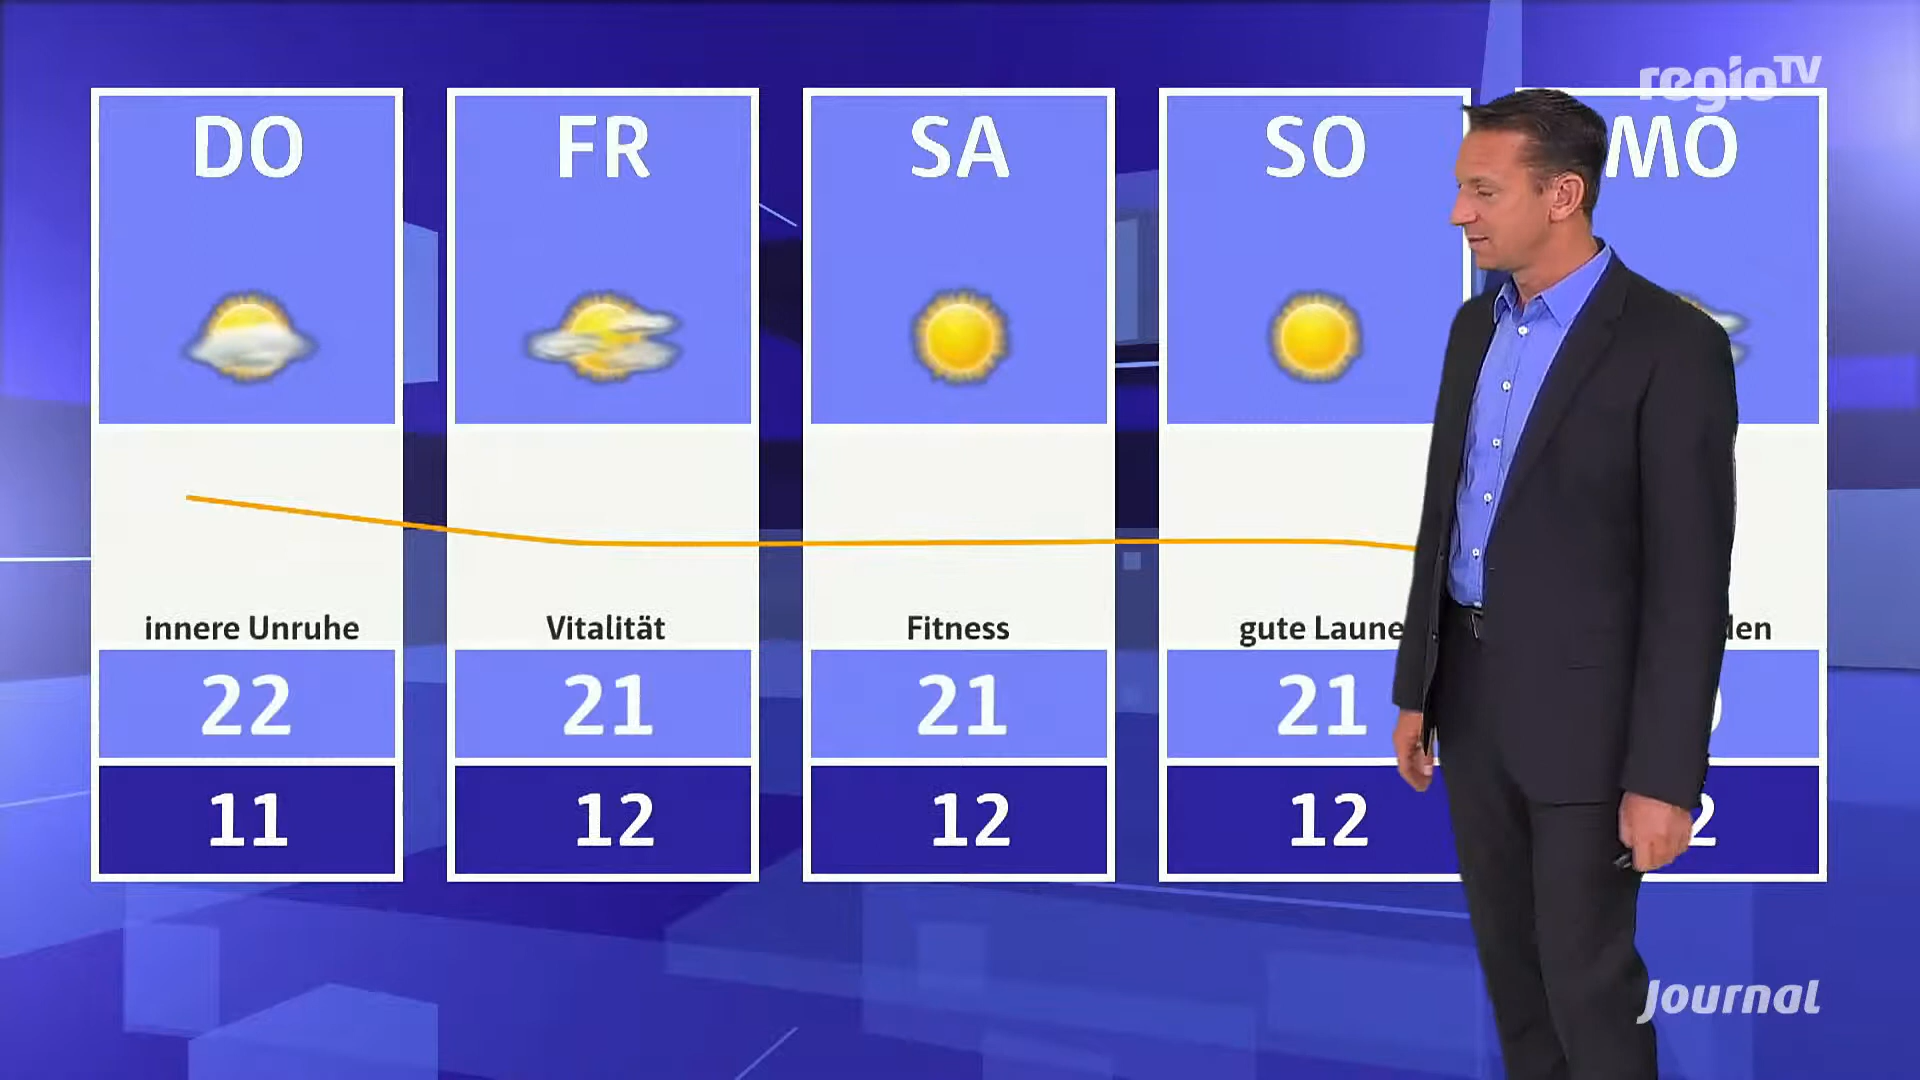 regioTV
DO
FR
SA
SO
MO
innere Unruhe
Vitalität
Fitness
gute Laune
22
21
21
21
11
12
12
12
Journal